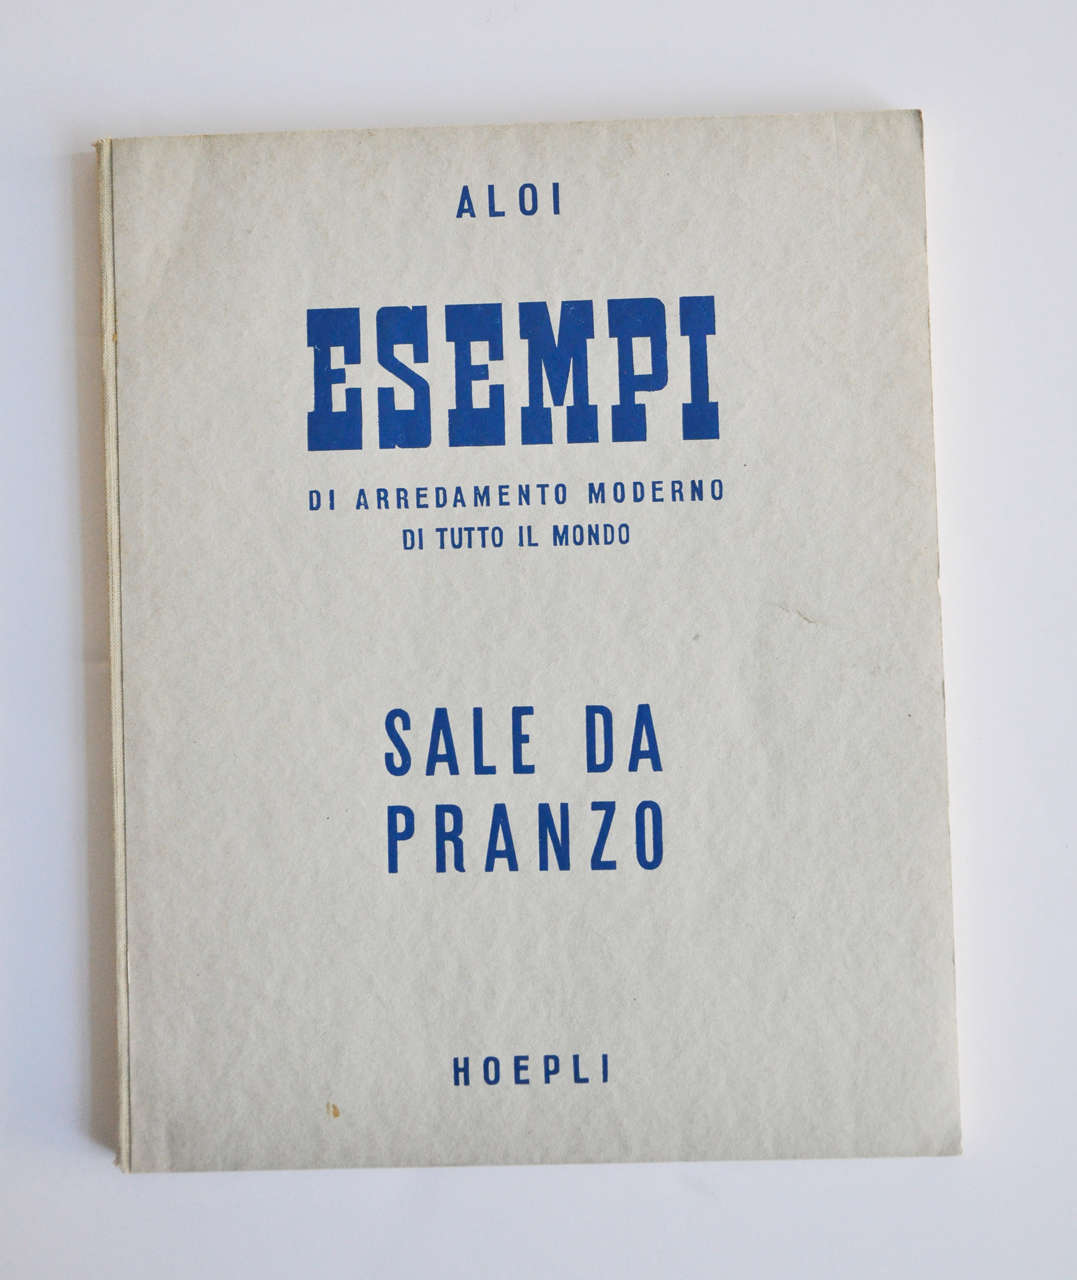 ALOI
ESEMPI
DI ARREDAMENTO MODERNO
DI TUTTO IL MONDO
SALE DA
PRANZO
HOEPLI